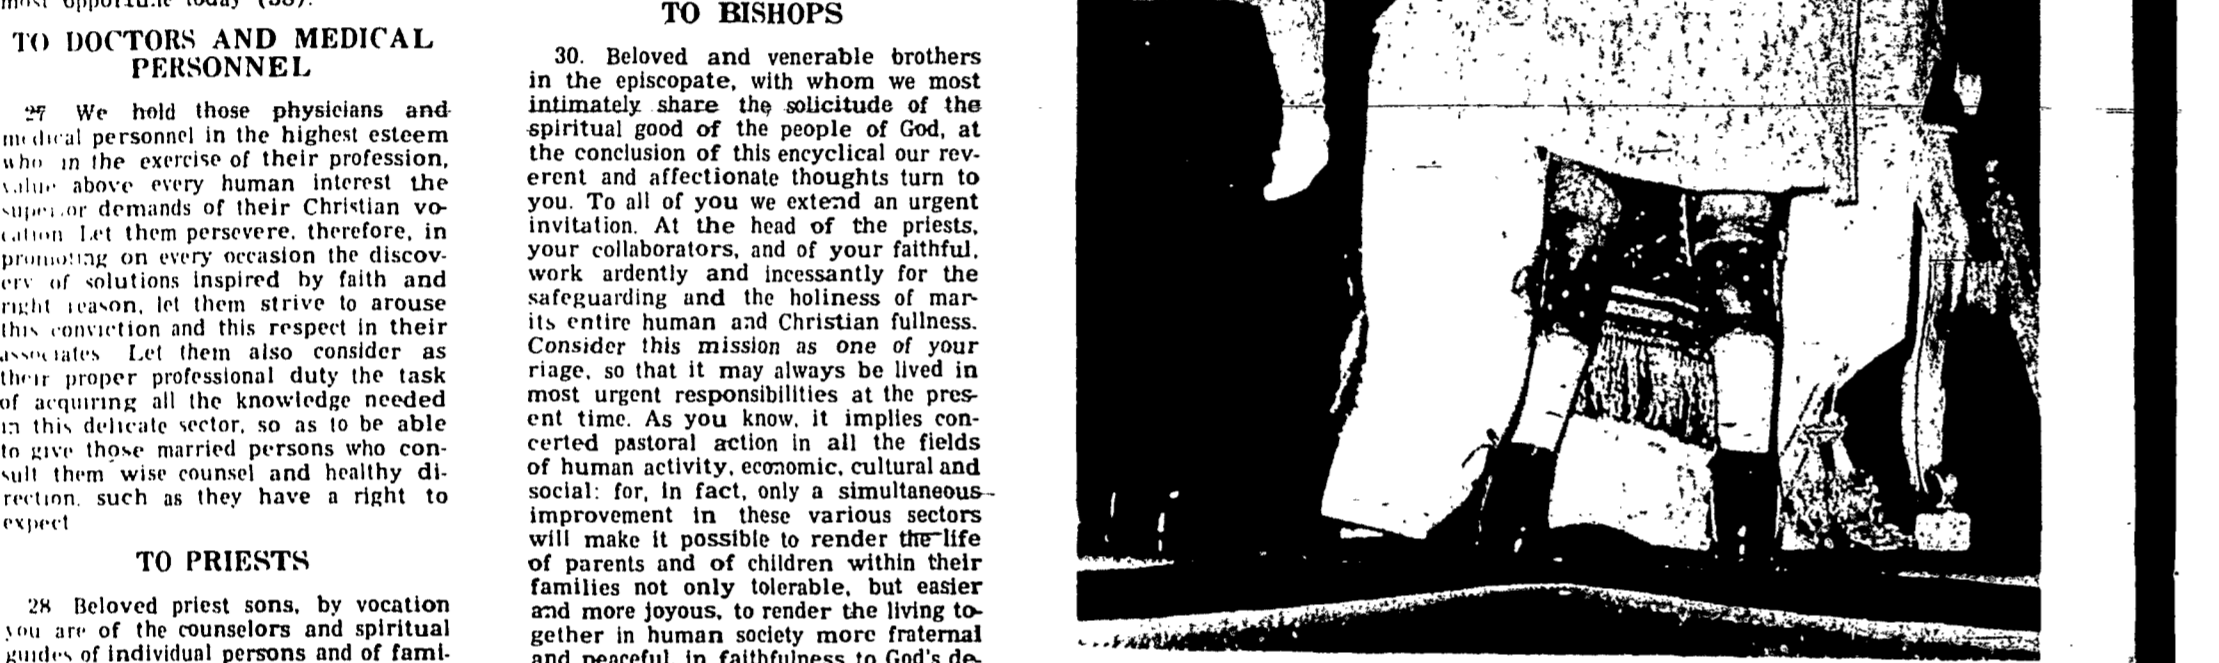 most opportune today (38).
TO DOCTORS AND MEDICAL
PERSONNEL
27 We hold those physicians and
medical personnel in the highest esteem
who in the exercise of their profession,
value above every human interest the
superior demands of their Christian vo-
cation Let them persevere, therefore, in
promoting on every occasion the discov-
ery of solutions inspired by faith and
right reason, let them strive to arouse
this conviction and this respect in their
associates Let them also consider as
their proper professional duty the task
of acquiring all the knowledge needed
in this delicate sector, so as to be able
to give those married persons who con-
sult them wise counsel and healthy di-
rection, such as they have a right to
expect
TO PRIESTS
28 Beloved priest sons, by vocation
you are of the counselors and spiritual
guides of individual persons and of fami-
TO BISHOPS
30. Beloved and venerable brothers
in the episcopate, with whom we most
intimately share the solicitude of the
spiritual good of the people of God, at
the conclusion of this encyclical our rev-
erent and affectionate thoughts turn to
you. To all of you we extend an urgent
invitation. At the head of the priests,
your collaborators, and of your faithful,
work ardently and incessantly for the
safeguarding and the holiness of mar-
its entire human and Christian fullness.
Consider this mission as one of your
riage, so that it may always be lived in
most urgent responsibilities at the pres-
ent time. As you know, it implies con-
certed pastoral action in all the fields
of human activity, economic, cultural and
social: for, in fact, only a simultaneous
improvement in these various sectors
will make it possible to render the life
of parents and of children within their
families not only tolerable, but easier
and more joyous, to render the living to-
gether in human society more fraternal
and peaceful, in faithfulness to God's de-